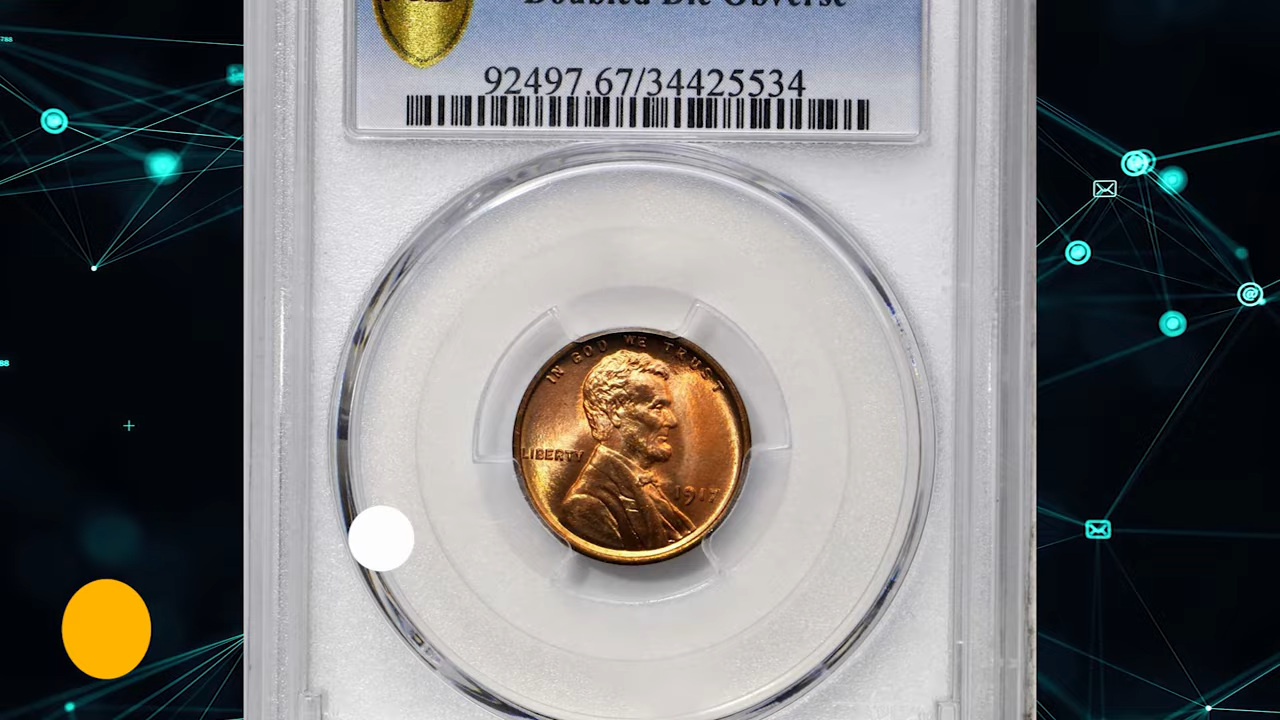 Doubled Die Obverse
92497.67/34425534
IN GOD WE TRUST
LIBERTY
1917
@